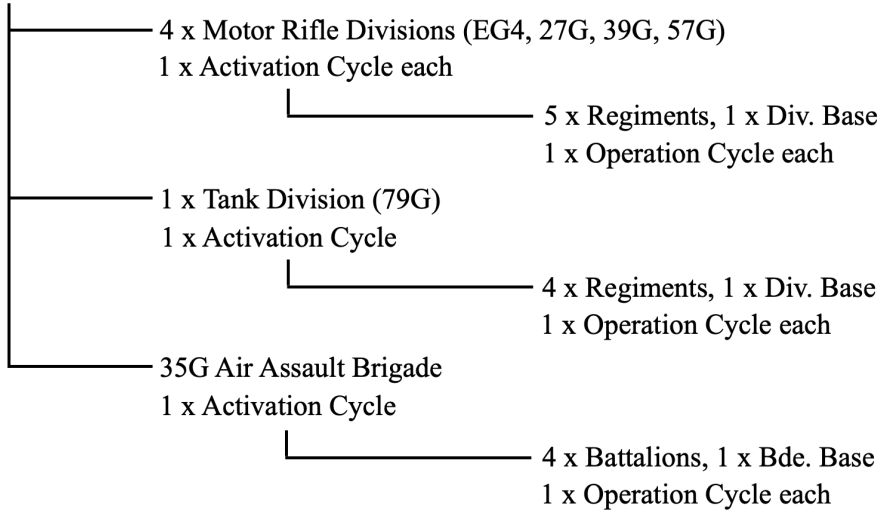 4 x Motor Rifle Divisions (EG4, 27G, 39G, 57G)
1 x Activation Cycle each
5 x Regiments, 1 x Div. Base
1 x Operation Cycle each
1 x Tank Division (79G)
1 x Activation Cycle
4 x Regiments, 1 x Div. Base
1 x Operation Cycle each
35G Air Assault Brigade
1 x Activation Cycle
4 x Battalions, 1 x Bde. Base
1 x Operation Cycle each